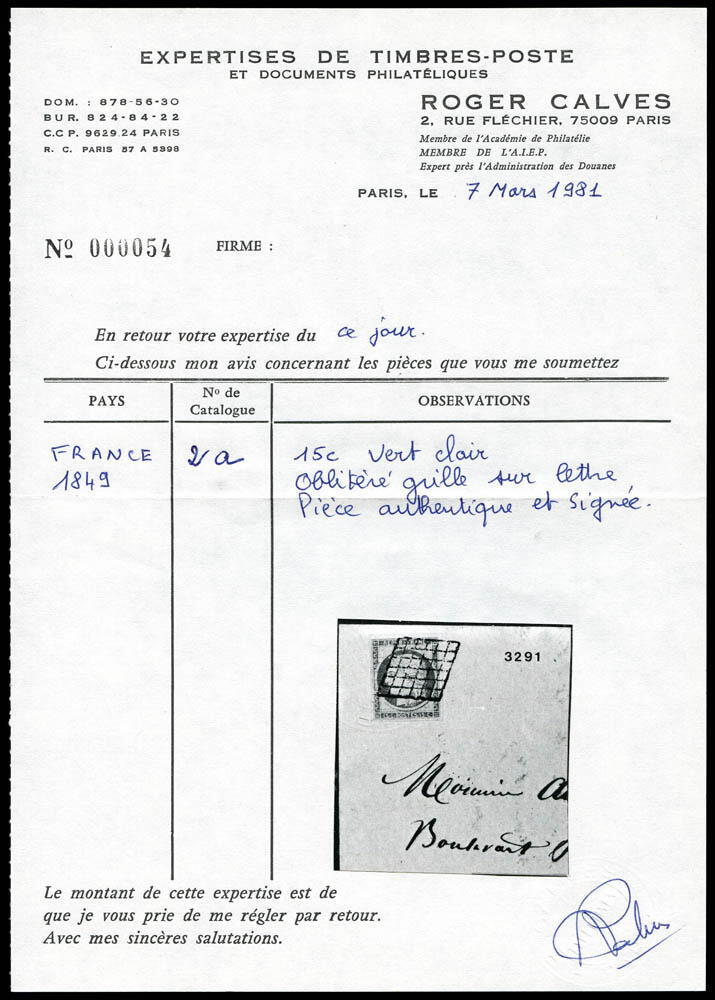 EXPERTISES DE TIMBRES-POSTE
ET DOCUMENTS PHILATÉLIQUES
DOM. : 878-56-30
BUR. 824-84-22
C.C P. 9629.24 PARIS
R. C. PARIS 57 A 5398
ROGER CALVES
2, RUE FLÉCHIER, 75009 PARIS
Membre de l'Académie de Philatélie
MEMBRE DE L'A.I.E.P.
Expert près l'Administration des Douanes
PARIS, LE 7 Mars 1981
Nº 000054 FIRME :
En retour votre expertise du ce jour.
Ci-dessous mon avis concernant les pièces que vous me soumettez
PAYS
Nº de
Catalogue
OBSERVATIONS
FRANCE
1849
2 a
15c vert clair
Oblitéré grille sur lettre
Pièce authentique et Signée.
3291
15 C. POSTES 15 C.
Boulevart
Le montant de cette expertise est de
que je vous prie de me régler par retour.
Avec mes sincères salutations.